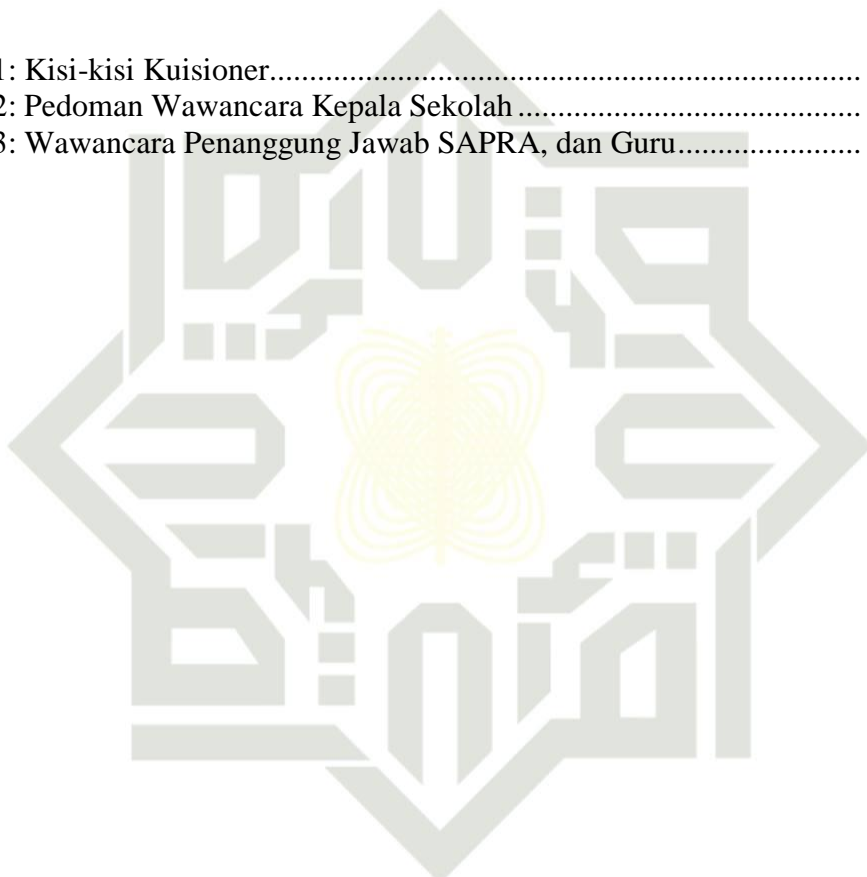 1: Kisi-kisi Kuisioner.........................................................................
2: Pedoman Wawancara Kepala Sekolah ..........................................
3: Wawancara Penanggung Jawab SAPRA, dan Guru.......................